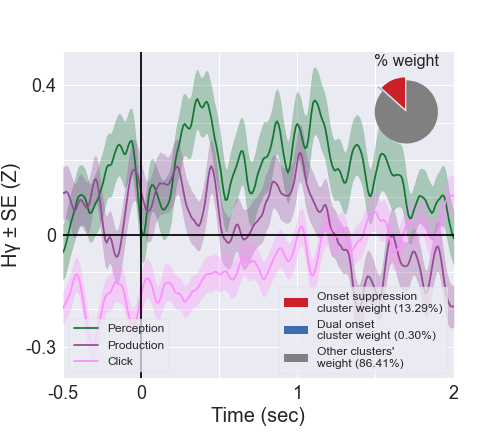 % weight
0.4
0
-0.3
Hγ ± SE (Z)
Perception
Production
Click
Onset suppression
cluster weight (13.29%)
Dual onset
cluster weight (0.30%)
Other clusters'
weight (86.41%)
-0.5
0
1
2
Time (sec)